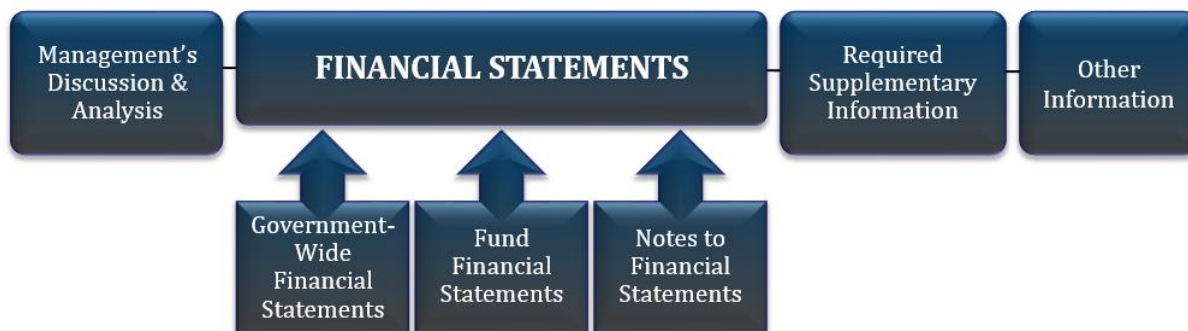 Management's
Discussion &
Analysis
FINANCIAL STATEMENTS
Required
Supplementary
Information
Other
Information
Government-
Wide
Financial
Statements
Fund
Financial
Statements
Notes to
Financial
Statements